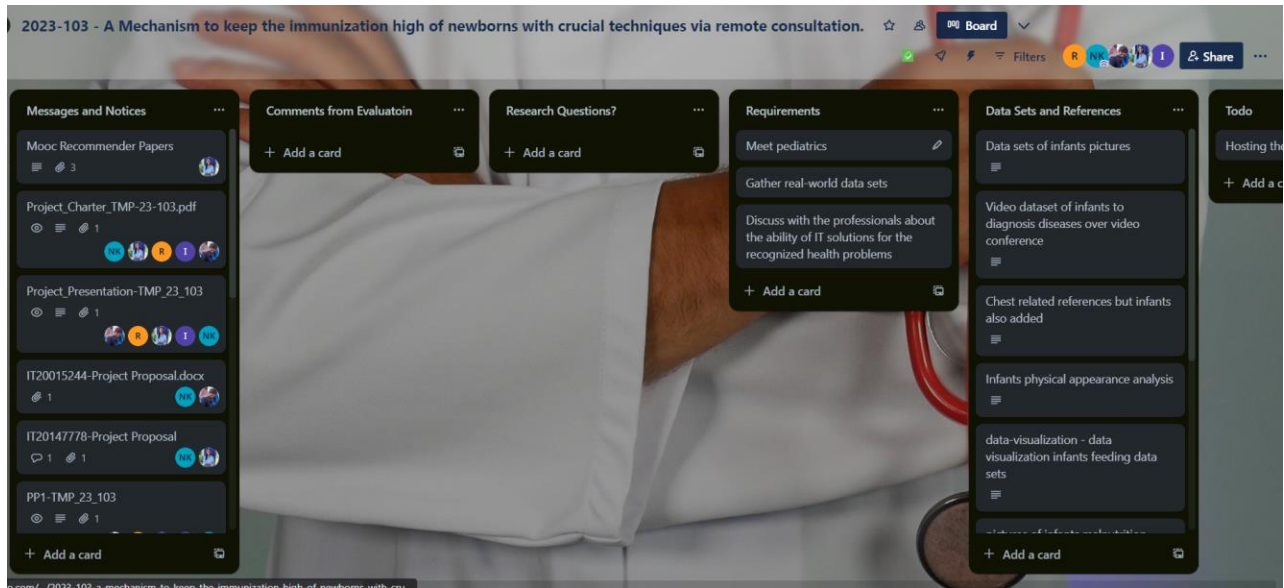 2023-103 - A Mechanism to keep the immunization high of newborns with crucial techniques via remote consultation.
Board
Filters
R
NK
I
Share
Messages and Notices
Mooc Recommender Papers
3
Project_Charter_TMP-23-103.pdf
1
NK
R
I
Project_Presentation-TMP_23_103
1
R
I
NK
IT20015244-Project Proposal.docx
1
NK
IT20147778-Project Proposal
1
1
NK
PP1-TMP_23_103
1
+ Add a card
Comments from Evaluatoin
+ Add a card
Research Questions?
+ Add a card
Requirements
Meet pediatrics
Gather real-world data sets
Discuss with the professionals about
the ability of IT solutions for the
recognized health problems
+ Add a card
Data Sets and References
Data sets of infants pictures
Video dataset of infants to
diagnosis diseases over video
conference
Chest related references but infants
also added
Infants physical appearance analysis
data-visualization - data
visualization infants feeding data
sets
+ Add a card
Todo
Hosting the
+ Add a c